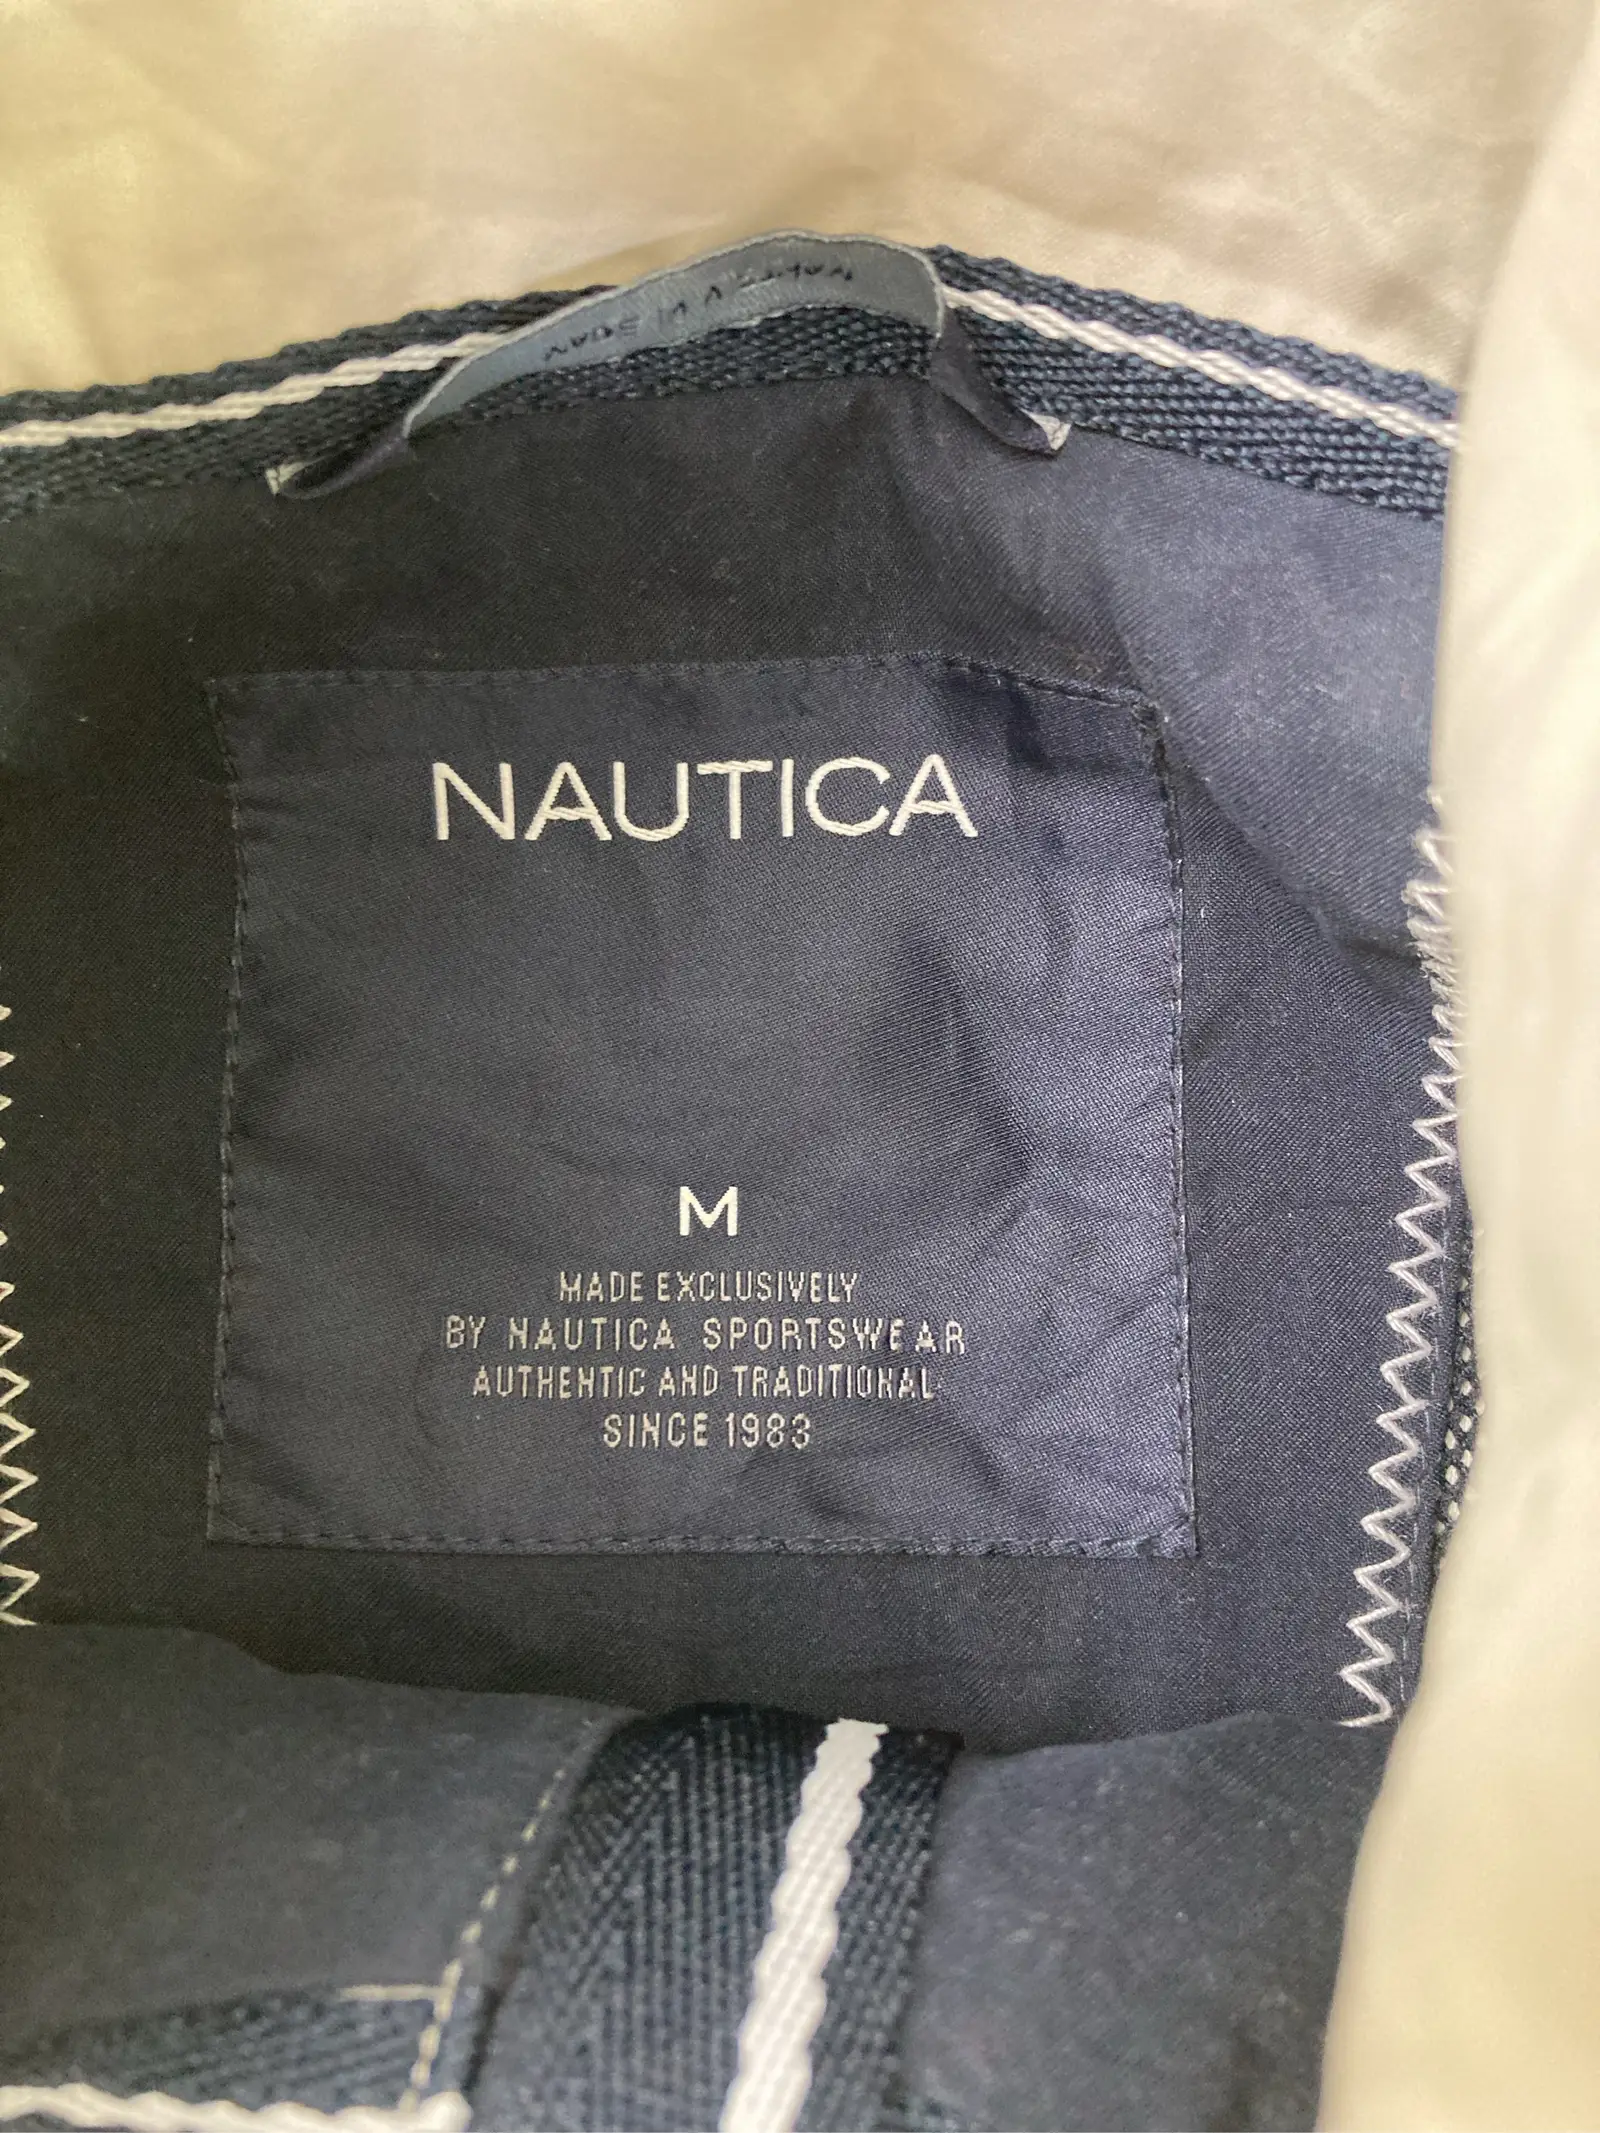 NAUTICA
M
MADE EXCLUSIVELY
BY NAUTICA SPORTSWEAR
AUTHENTIC AND TRADITIONAL
SINCE 1983